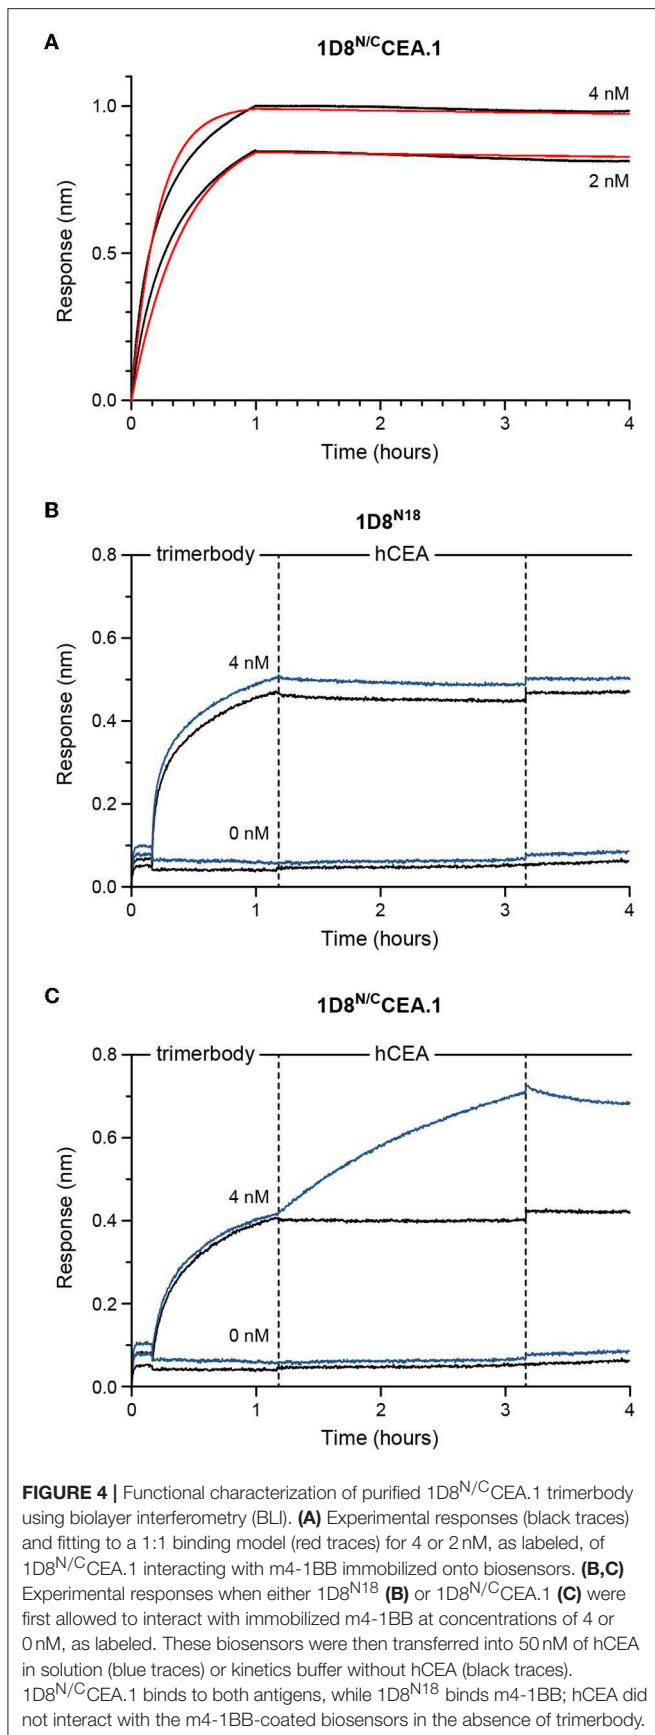 A
1D8N/CCEA.1
Response (nm)
1.0
0.5
0.0
4 nM
2 nM
0
1
2
3
4
Time (hours)
B
1D8N18
Response (nm)
0.8
0.6
0.4
0.2
0.0
trimerbody
hCEA
4 nM
0 nM
0
1
2
3
4
Time (hours)
C
1D8N/CCEA.1
Response (nm)
0.8
0.6
0.4
0.2
0.0
trimerbody
hCEA
4 nM
0 nM
0
1
2
3
4
Time (hours)
FIGURE 4 | Functional characterization of purified 1D8N/CCEA.1 trimerbody
using biolayer interferometry (BLI). (A) Experimental responses (black traces)
and fitting to a 1:1 binding model (red traces) for 4 or 2 nM, as labeled, of
1D8N/CCEA.1 interacting with m4-1BB immobilized onto biosensors. (B,C)
Experimental responses when either 1D8N18 (B) or 1D8N/CCEA.1 (C) were
first allowed to interact with immobilized m4-1BB at concentrations of 4 or
0 nM, as labeled. These biosensors were then transferred into 50 nM of hCEA
in solution (blue traces) or kinetics buffer without hCEA (black traces).
1D8N/CCEA.1 binds to both antigens, while 1D8N18 binds m4-1BB; hCEA did
not interact with the m4-1BB-coated biosensors in the absence of trimerbody.